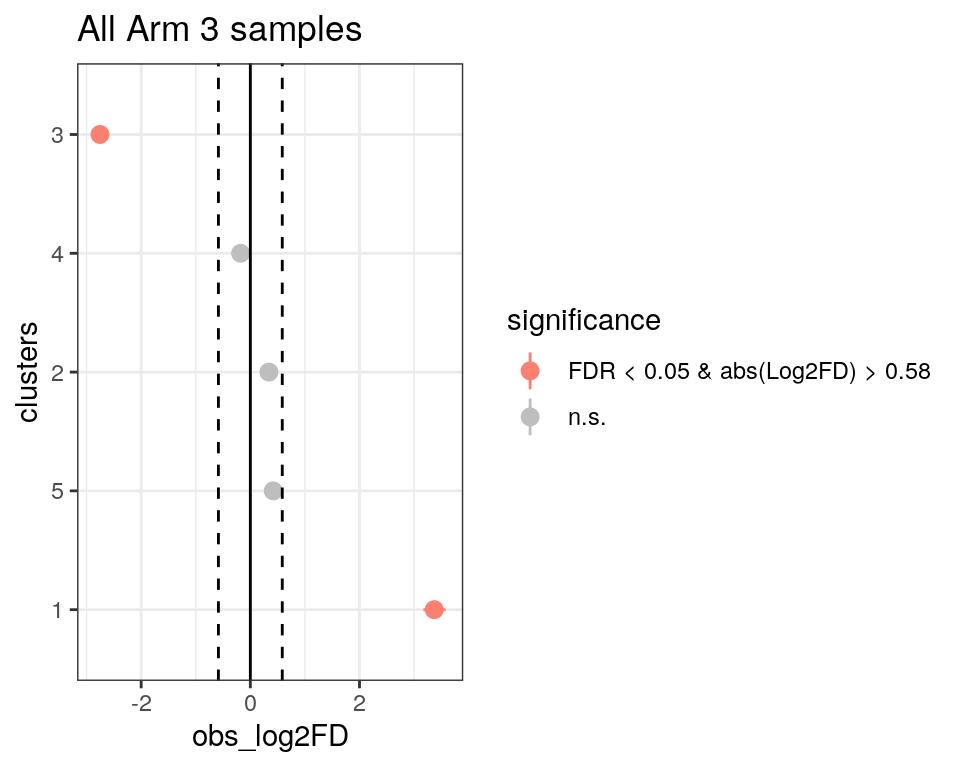 All Arm 3 samples
clusters
3
4
2
5
1
-2 0 2
obs_log2FD
significance
FDR < 0.05 & abs(Log2FD) > 0.58
n.s.